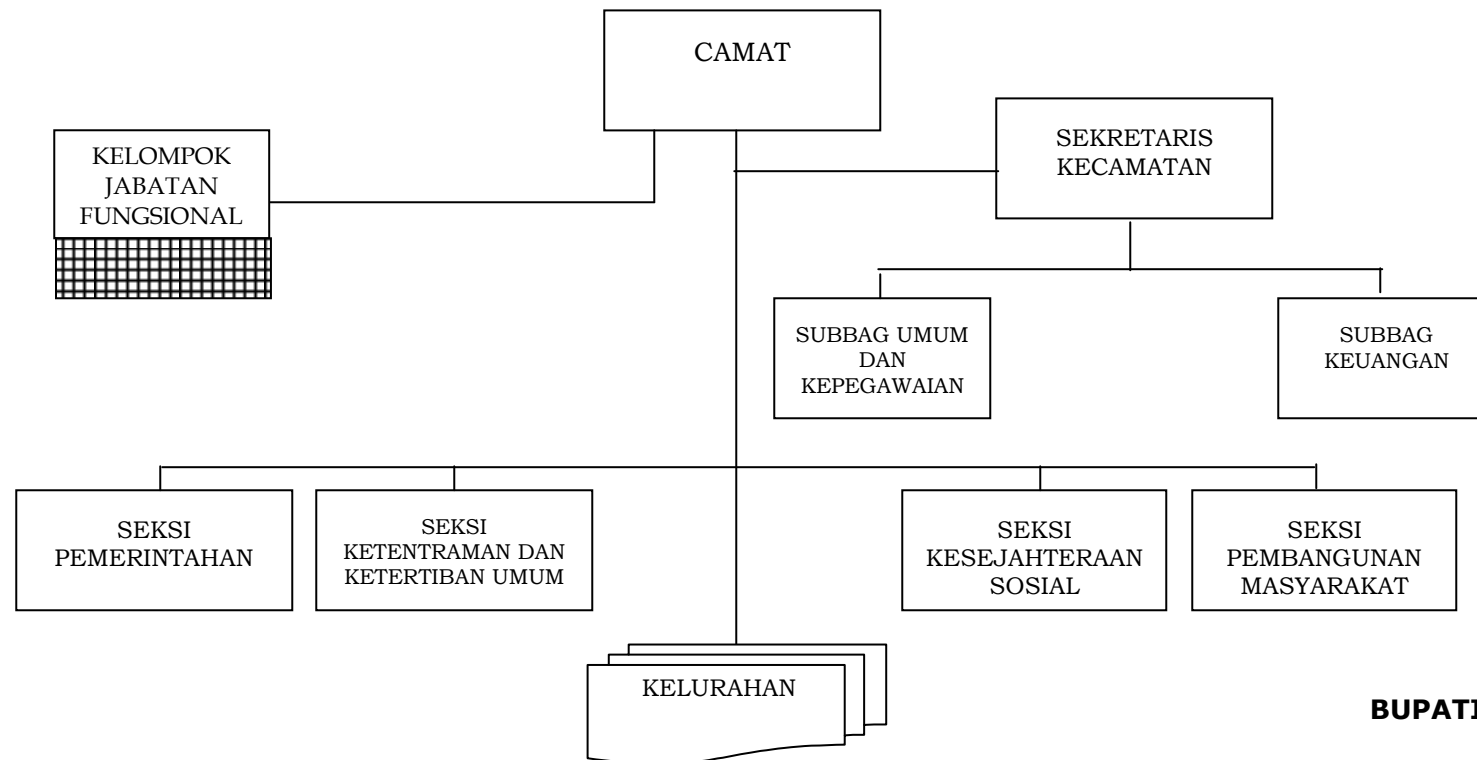 CAMAT
KELOMPOK
JABATAN
FUNGSIONAL
SEKRETARIS
KECAMATAN
SUBBAG UMUM
DAN
KEPEGAWAIAN
SUBBAG
KEUANGAN
SEKSI
PEMERINTAHAN
SEKSI
KETENTRAMAN DAN
KETERTIBAN UMUM
SEKSI
KESEJAHTERAAN
SOSIAL
SEKSI
PEMBANGUNAN
MASYARAKAT
KELURAHAN
BUPATI